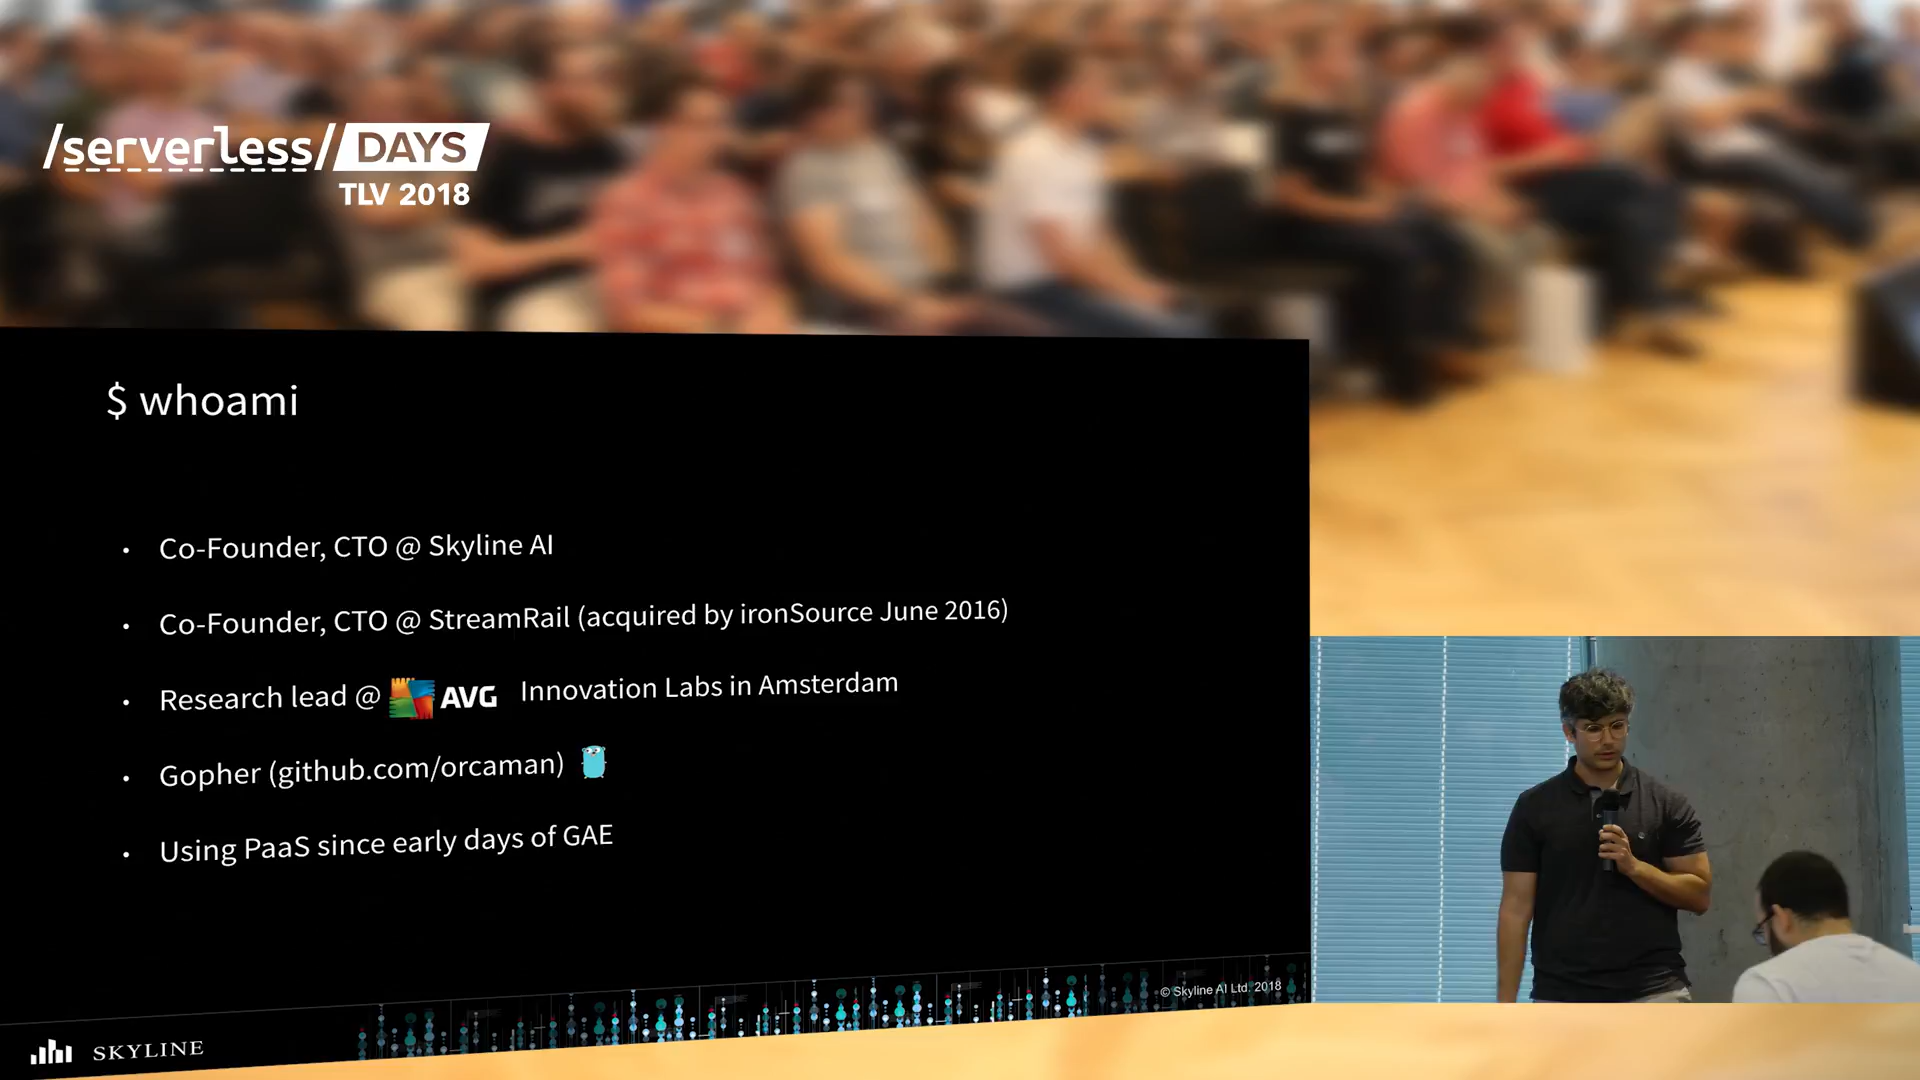 /serverless/ DAYS
TLV 2018
$ whoami
• Co-Founder, CTO @ Skyline AI
• Co-Founder, CTO @ StreamRail (acquired by ironSource June 2016)
• Research lead @ AVG Innovation Labs in Amsterdam
• Gopher (github.com/orcaman)
• Using PaaS since early days of GAE
© Skyline AI Ltd. 2018
SKYLINE